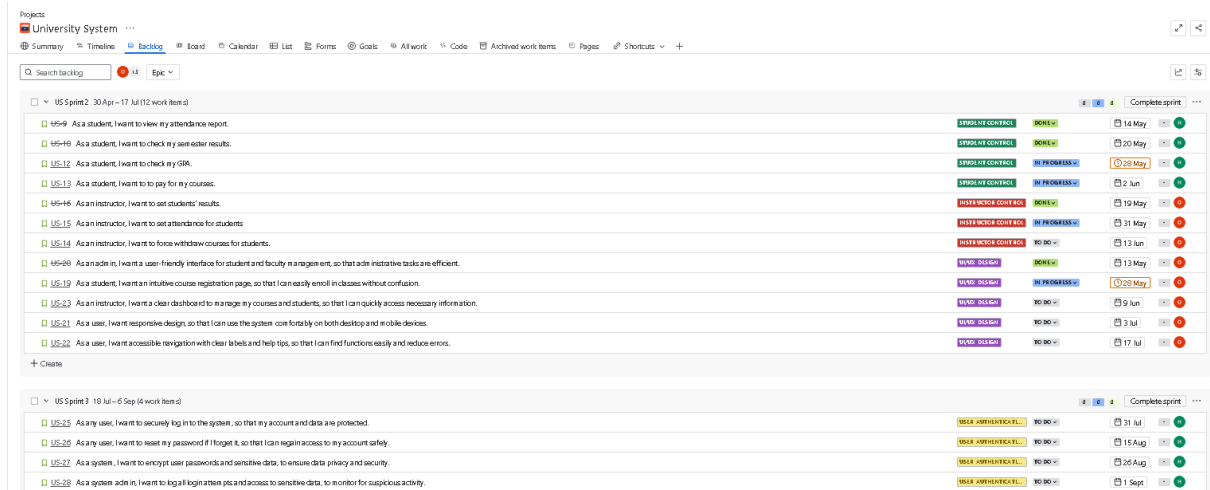 Projects
University System ...
Summary Timeline Backlog Board Calendar List Forms Goals All work Code Archived work items Pages Shortcuts
Search backlog Epic
US Sprint 2 30 Apr – 17 Jul (12 work items) Complete sprint ...
US-9 As a student, I want to view my attendance report. STUDENT CONTROL DONE 14 May - H
US-10 As a student, I want to check my semester results. STUDENT CONTROL DONE 20 May - H
US-12 As a student, I want to check my GPA. STUDENT CONTROL IN PROGRESS 28 May - H
US-13 As a student, I want to to pay for my courses. STUDENT CONTROL IN PROGRESS 2 Jun - H
US-16 As an instructor, I want to set students' results. INSTRUCTOR CONTROL DONE 19 May -
US-15 As an instructor, I want to set attendance for students INSTRUCTOR CONTROL IN PROGRESS 31 May -
US-14 As an instructor, I want to force withdraw courses for students. INSTRUCTOR CONTROL TO DO 13 Jun -
US-20 As an admin, I want a user-friendly interface for student and faculty management, so that administrative tasks are efficient. UI/UX DESIGN DONE 13 May -
US-19 As a student, I want an intuitive course registration page, so that I can easily enroll in classes without confusion. UI/UX DESIGN IN PROGRESS 28 May -
US-23 As an instructor, I want a clear dashboard to manage my courses and students, so that I can quickly access necessary information. UI/UX DESIGN TO DO 9 Jun -
US-21 As a user, I want responsive design, so that I can use the system comfortably on both desktop and mobile devices. UI/UX DESIGN TO DO 3 Jul -
US-22 As a user, I want accessible navigation with clear labels and help tips, so that I can find functions easily and reduce errors. UI/UX DESIGN TO DO 17 Jul -
+ Create
US Sprint 3 18 Jul – 6 Sep (4 work items) Complete sprint ...
US-25 As any user, I want to securely log in to the system, so that my account and data are protected. USER AUTHENTICATI... TO DO 31 Jul - H
US-26 As any user, I want to reset my password if I forget it, so that I can regain access to my account safely. USER AUTHENTICATI... TO DO 15 Aug - H
US-27 As a system, I want to encrypt user passwords and sensitive data, to ensure data privacy and security. USER AUTHENTICATI... TO DO 26 Aug - H
US-28 As a system admin, I want to log all login attempts and access to sensitive data, to monitor for suspicious activity. USER AUTHENTICATI... TO DO 1 Sept - H